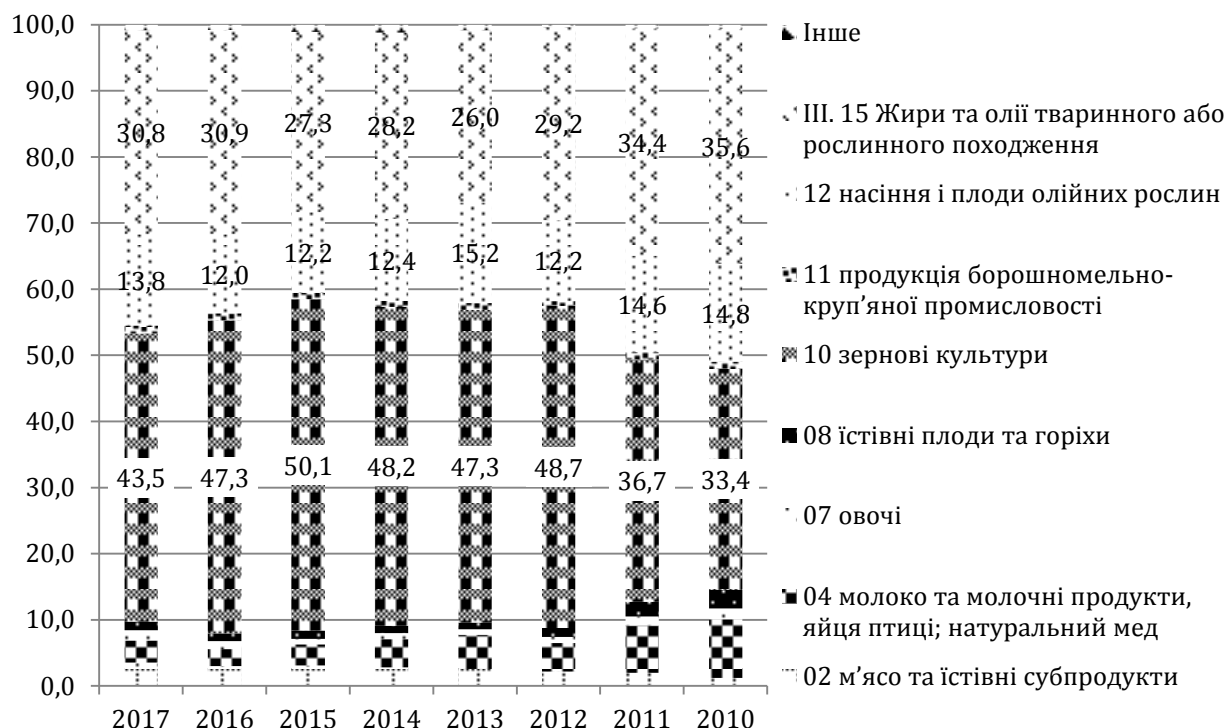 100,0
90,0
80,0
70,0
60,0
50,0
40,0
30,0
20,0
10,0
0,0
30,8 30,9 27,3 28,2 26,0 29,2 34,4 35,6
13,8 12,0 12,2 12,4 15,2 12,2 14,6 14,8
43,5 47,3 50,1 48,2 47,3 48,7 36,7 33,4
2017 2016 2015 2014 2013 2012 2011 2010
Інше
III. 15 Жири та олії тваринного або
рослинного походження
12 насіння і плоди олійних рослин
11 продукція борошномельно-
круп’яної промисловості
10 зернові культури
08 їстівні плоди та горіхи
07 овочі
04 молоко та молочні продукти,
яйця птиці; натуральний мед
02 м’ясо та їстівні субпродукти